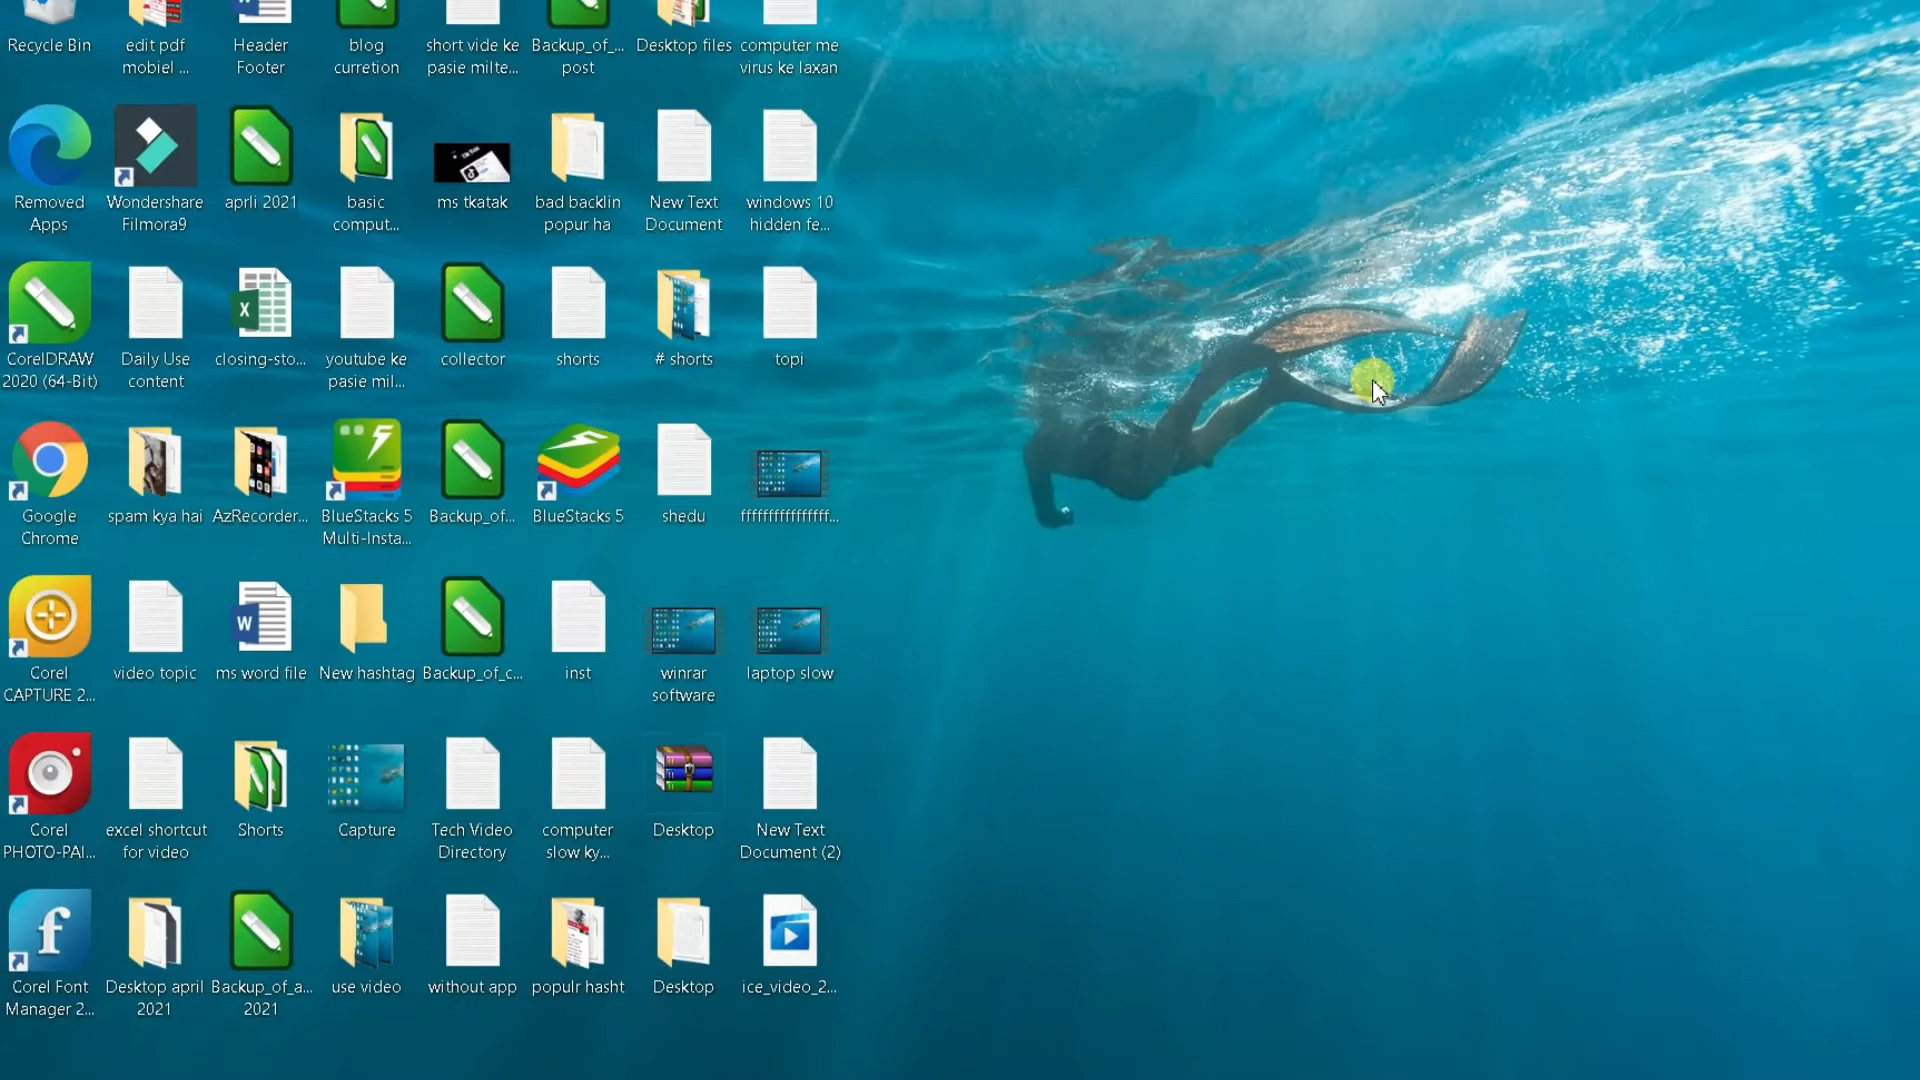 Recycle Bin
edit pdf
mobiel ...
Header
Footer
blog
curretion
short vide ke
pasie milte...
Backup_of_...
post
Desktop files
computer me
virus ke laxan
Removed
Apps
Wondershare
Filmora9
aprli 2021
basic
comput...
ms tkatak
bad backlin
popur ha
New Text
Document
windows 10
hidden fe...
CorelDRAW
2020 (64-Bit)
Daily Use
content
closing-sto...
youtube ke
pasie mil...
collector
shorts
# shorts
topi
Google
Chrome
spam kya hai
AzRecorder...
BlueStacks 5
Multi-Insta...
Backup_of...
BlueStacks 5
shedu
ffffffffffffffff...
Corel
CAPTURE 2...
video topic
ms word file
New hashtag
Backup_of_c...
inst
winrar
software
laptop slow
Corel
PHOTO-PAI...
excel shortcut
for video
Shorts
Capture
Tech Video
Directory
computer
slow ky...
Desktop
New Text
Document (2)
Corel Font
Manager 2...
Desktop april
2021
Backup_of_a...
2021
use video
without app
populr hasht
Desktop
ice_video_2...